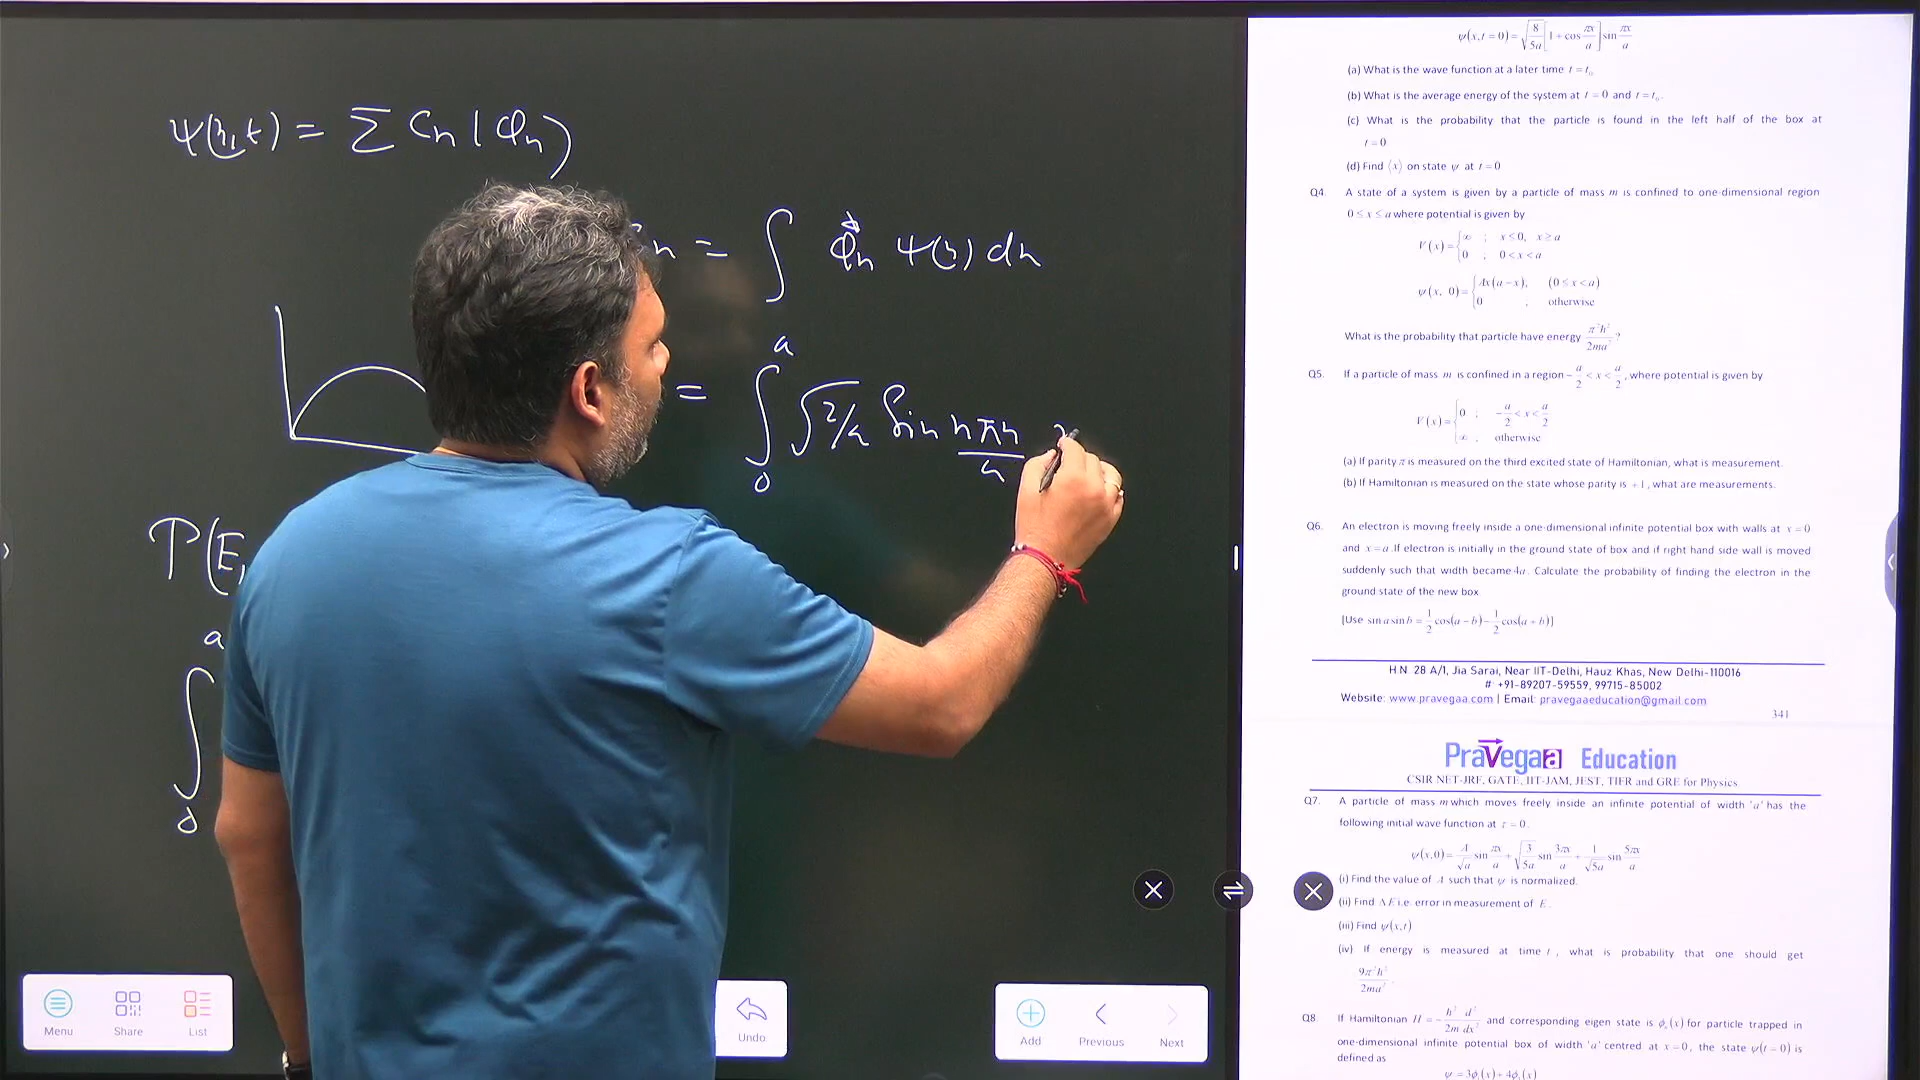 ψ(x,t) = Σ Cn |Φn⟩
n = ∫ Φn* ψ(x) dx
= ∫ 0 a √2/a Sin nπx/a
P(E,
a
∫
0
Menu
Share
List
Undo
Add
Previous
Next
ψ(x,t=0) = √(8/5a) [1 + cos πx/a] sin πx/a
(a) What is the wave function at a later time t = t₀
(b) What is the average energy of the system at t = 0 and t = t₀.
(c) What is the probability that the particle is found in the left half of the box at
t = 0
(d) Find ⟨x⟩ on state ψ at t = 0
Q4. A state of a system is given by a particle of mass m is confined to one-dimensional region
0 ≤ x ≤ a where potential is given by
V(x) = { ∞ ; x ≤ 0, x ≥ a
0 ; 0 < x < a
ψ(x, 0) = { Ax(a − x), (0 ≤ x < a)
0 , otherwise
What is the probability that particle have energy π²ħ²/2ma² ?
Q5. If a particle of mass m is confined in a region −a/2 < x < a/2, where potential is given by
V(x) = { 0 ; −a/2 < x < a/2
∞ , otherwise
(a) If parity π is measured on the third excited state of Hamiltonian, what is measurement.
(b) If Hamiltonian is measured on the state whose parity is +1, what are measurements.
Q6. An electron is moving freely inside a one-dimensional infinite potential box with walls at x = 0
and x = a. If electron is initially in the ground state of box and if right hand side wall is moved
suddenly such that width became 4a. Calculate the probability of finding the electron in the
ground state of the new box
[Use sin a sin b = 1/2 cos(a − b) − 1/2 cos(a + b)]
H.N. 28 A/1, Jia Sarai, Near IIT-Delhi, Hauz Khas, New Delhi-110016
#: +91-89207-59559, 99715-85002
Website: www.pravegaa.com | Email: pravegaaeducation@gmail.com
341
Pravegaa Education
CSIR NET-JRF, GATE, IIT-JAM, JEST, TIFR and GRE for Physics
Q7. A particle of mass m which moves freely inside an infinite potential of width 'a' has the
following initial wave function at t = 0.
ψ(x,0) = A/√a sin πx/a + √(3/5a) sin 3πx/a + 1/√5a sin 5πx/a
(i) Find the value of A such that ψ is normalized.
(ii) Find ΔE i.e. error in measurement of E.
(iii) Find ψ(x,t)
(iv) If energy is measured at time t, what is probability that one should get
9π²ħ²/2ma².
Q8. If Hamiltonian H = −ħ²/2m d²/dx² and corresponding eigen state is for particle trapped in
one-dimensional infinite potential box of width 'a' centred at x = 0, the state ψ(t = 0) is
defined as